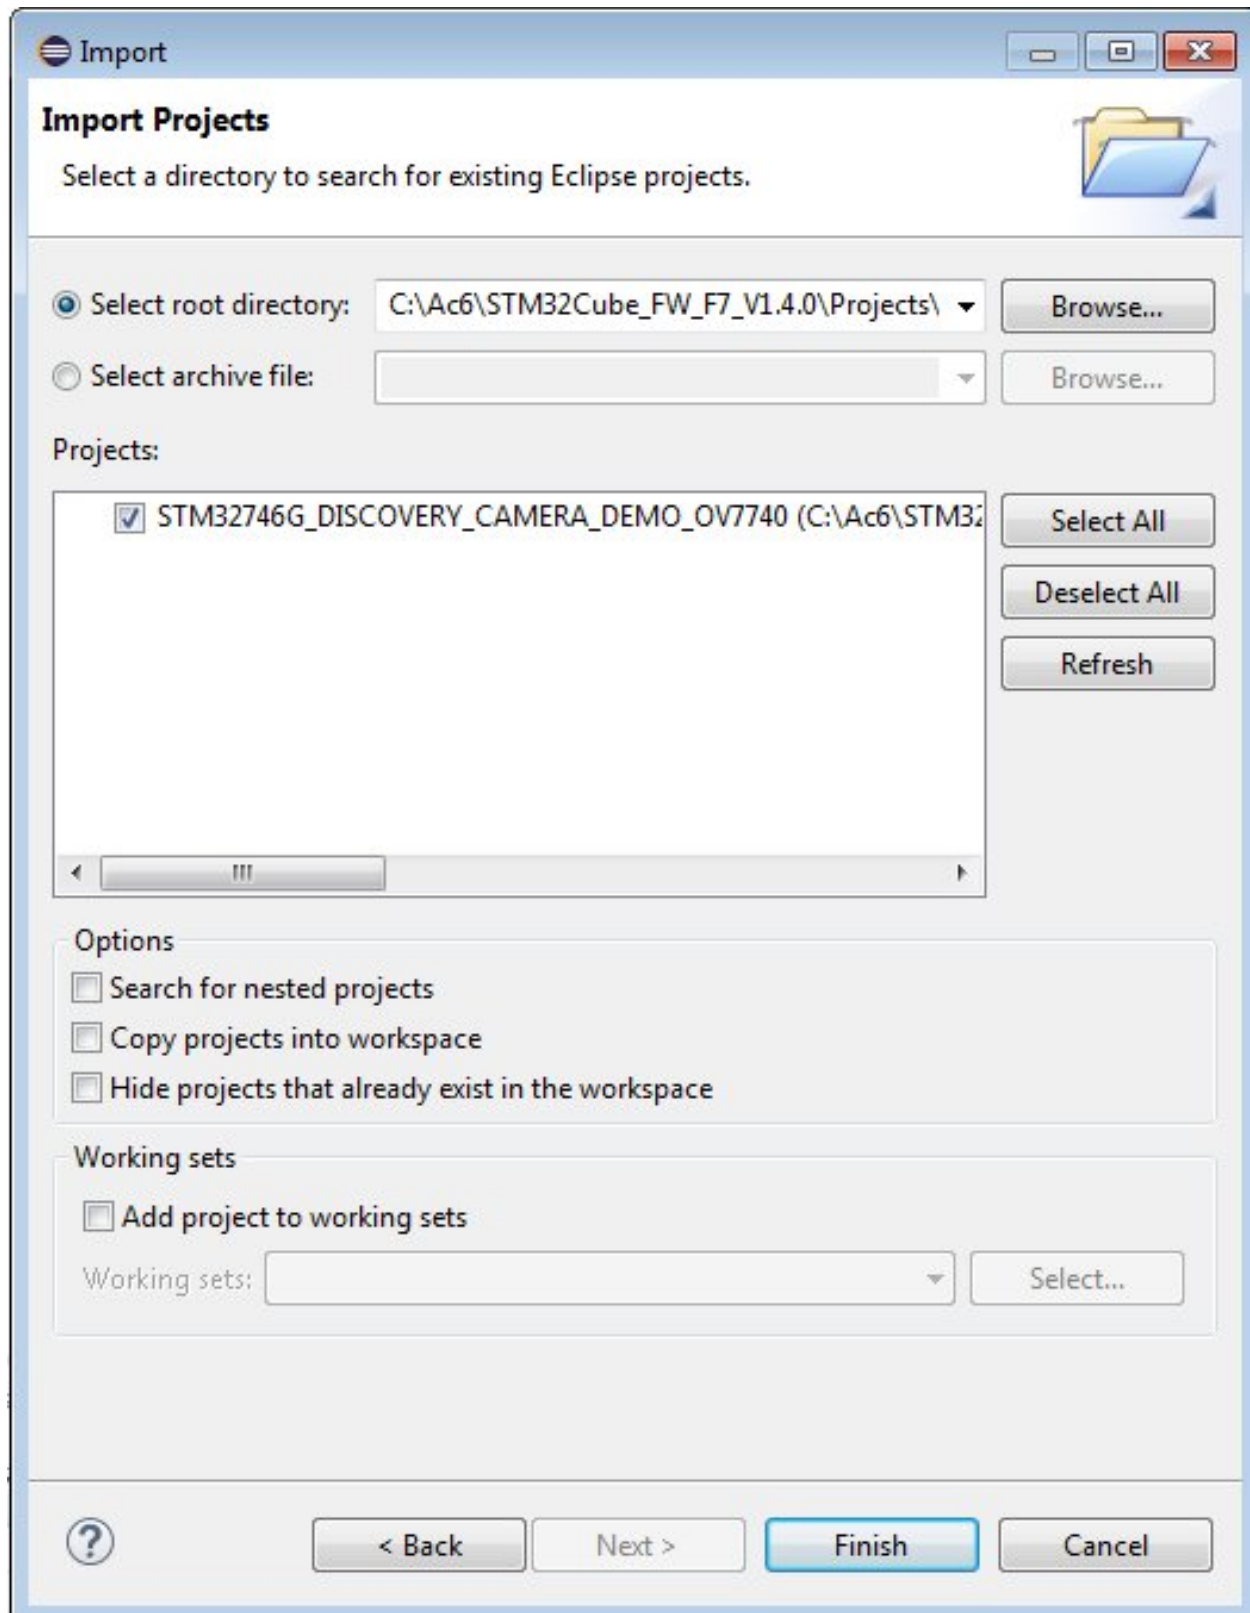 Import
Import Projects
Select a directory to search for existing Eclipse projects.
Select root directory: C:\Ac6\STM32Cube_FW_F7_V1.4.0\Projects\ Browse...
Select archive file: Browse...
Projects:
STM32746G_DISCOVERY_CAMERA_DEMO_OV7740 (C:\Ac6\STM32 Select All
Deselect All
Refresh
Options
Search for nested projects
Copy projects into workspace
Hide projects that already exist in the workspace
Working sets
Add project to working sets
Working sets: Select...
? < Back Next > Finish Cancel